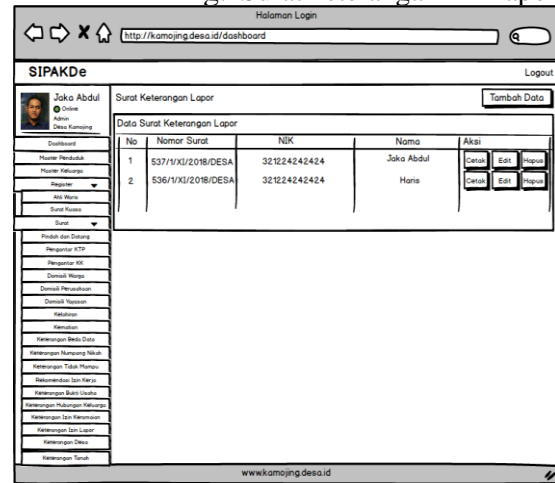 Halaman Login
http://kamojing.desa.id/dashboard
SIPAKDe
Logout
Jaka Abdul
Online
Admin
Desa Kamojing
Surat Keterangan Lapor
Tambah Data
Data Surat Keterangan Lapor
No Nomor Surat NIK Nama Aksi
1 537/1/XI/2018/DESA 321224242424 Jaka Abdul Cetak Edit Hapus
2 536/1/XI/2018/DESA 321224242424 Haris Cetak Edit Hapus
Dashboard
Master Penduduk
Master Keluarga
Register
Ahli Waris
Surat Kuasa
Surat
Pindah dan Datang
Pengantar KTP
Pengantar KK
Domisili Warga
Domisili Perusahaan
Domisili Yayasan
Kelahiran
Kematian
Keterangan Beda Data
Keterangan Numpang Nikah
Keterangan Tidak Mampu
Rekomendasi Izin Kerja
Keterangan Bukti Usaha
Keterangan Hubungan Keluarga
Keterangan Izin Keramaian
Keterangan Izin Lapor
Keterangan Desa
Keterangan Tanah
www.kamojing.desa.id